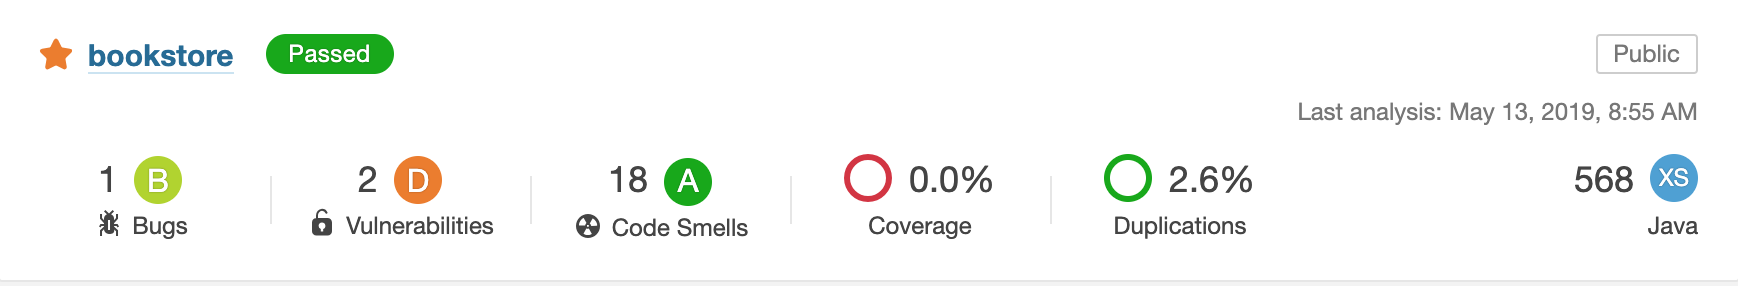 bookstore Passed Public
Last analysis: May 13, 2019, 8:55 AM
1 B 2 D 18 A 0.0% 2.6% 568 XS
Bugs Vulnerabilities Code Smells Coverage Duplications Java